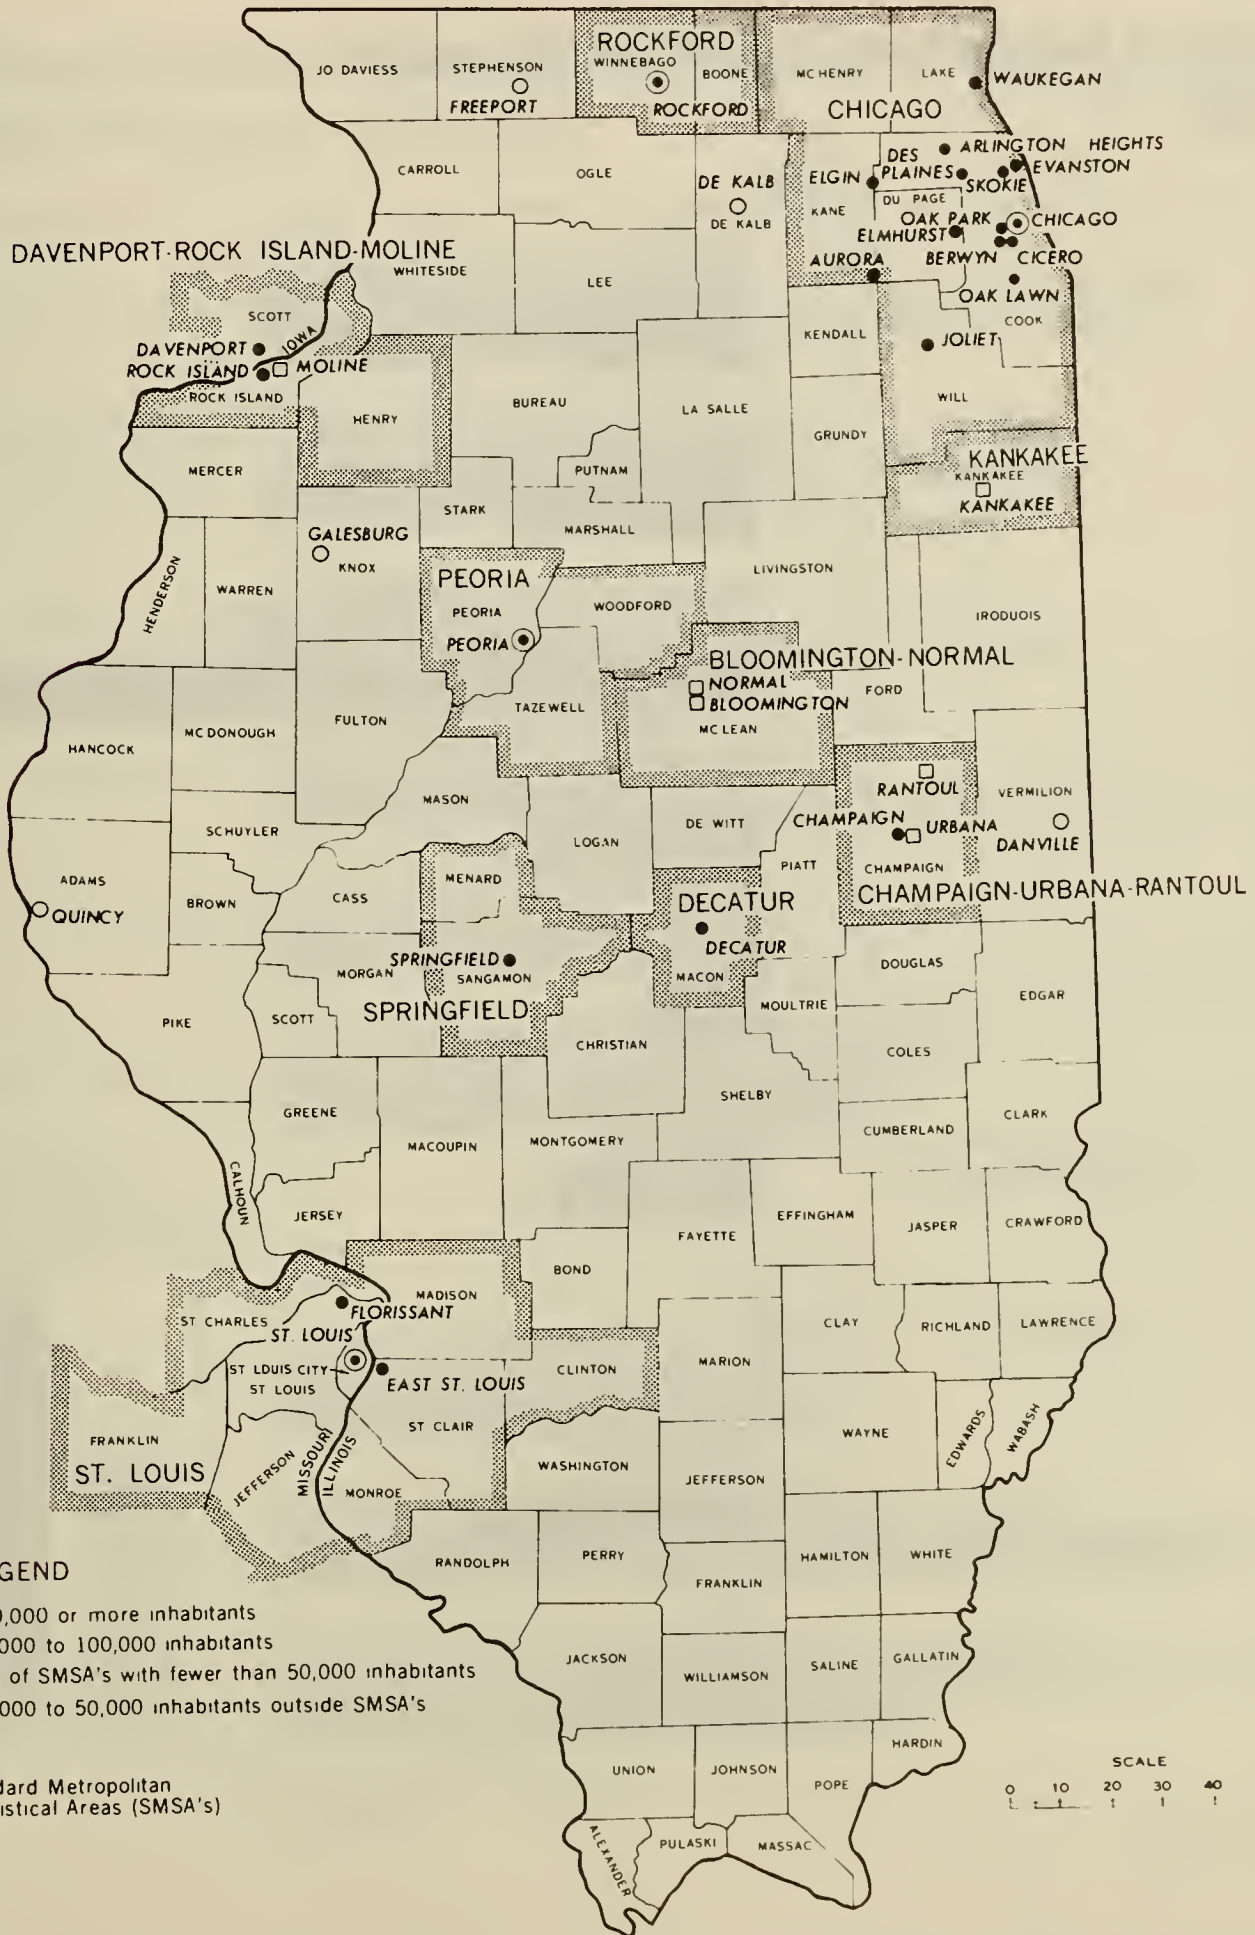 ROCKFORD
JO DAVIESS
STEPHENSON
WINNEBAGO
BOONE
MC HENRY
LAKE
WAUKEGAN
FREEPORT
ROCKFORD
CHICAGO
CARROLL
OGLE
DE KALB
DE KALB
ELGIN
DES PLAINES
ARLINGTON HEIGHTS
EVANSTON
SKOKIE
KANE
DU PAGE
OAK PARK
CHICAGO
ELMHURST
BERWYN
CICERO
AURORA
OAK LAWN
COOK
DAVENPORT-ROCK ISLAND-MOLINE
WHITESIDE
LEE
SCOTT
IOWA
DAVENPORT
ROCK ISLAND
MOLINE
ROCK ISLAND
HENRY
BUREAU
LA SALLE
KENDALL
JOLIET
WILL
GRUNDY
KANKAKEE
KANKAKEE
KANKAKEE
MERCER
PUTNAM
STARK
MARSHALL
GALESBURG
KNOX
HENDERSON
WARREN
PEORIA
PEORIA
PEORIA
WOODFORD
LIVINGSTON
IRODUOIS
BLOOMINGTON-NORMAL
NORMAL
BLOOMINGTON
MC LEAN
FORD
HANCOCK
MC DONOUGH
FULTON
TAZEWELL
MASON
SCHUYLER
LOGAN
DE WITT
PIATT
RANTOUL
CHAMPAIGN
URBANA
CHAMPAIGN
CHAMPAIGN-URBANA-RANTOUL
VERMILION
DANVILLE
ADAMS
QUINCY
BROWN
CASS
MENARD
DECATUR
DECATUR
MACON
SPRINGFIELD
SANGAMON
SPRINGFIELD
MORGAN
SCOTT
PIKE
CHRISTIAN
MOULTRIE
DOUGLAS
EDGAR
COLES
SHELBY
GREENE
MACOUPIN
MONTGOMERY
CUMBERLAND
CLARK
CALHOUN
JERSEY
FAYETTE
EFFINGHAM
JASPER
CRAWFORD
BOND
MADISON
ST CHARLES
FLORISSANT
ST. LOUIS
ST LDUIS CITY
ST LOUIS
EAST ST. LOUIS
CLINTON
MARION
CLAY
RICHLAND
LAWRENCE
FRANKLIN
ST. LOUIS
JEFFERSON
MISSOURI
ILLINOIS
ST CLAIR
MONROE
WASHINGTON
JEFFERSON
WAYNE
EDWARDS
WABASH
RANDOLPH
PERRY
FRANKLIN
HAMILTON
WHITE
JACKSON
WILLIAMSON
SALINE
GALLATIN
UNION
JOHNSON
POPE
HARDIN
ALEXANDER
PULASKI
MASSAC
GEND
0,000 or more inhabitants
000 to 100,000 inhabitants
of SMSA's with fewer than 50,000 inhabitants
000 to 50,000 inhabitants outside SMSA's
dard Metropolitan
istical Areas (SMSA's)
SCALE
0 10 20 30 40